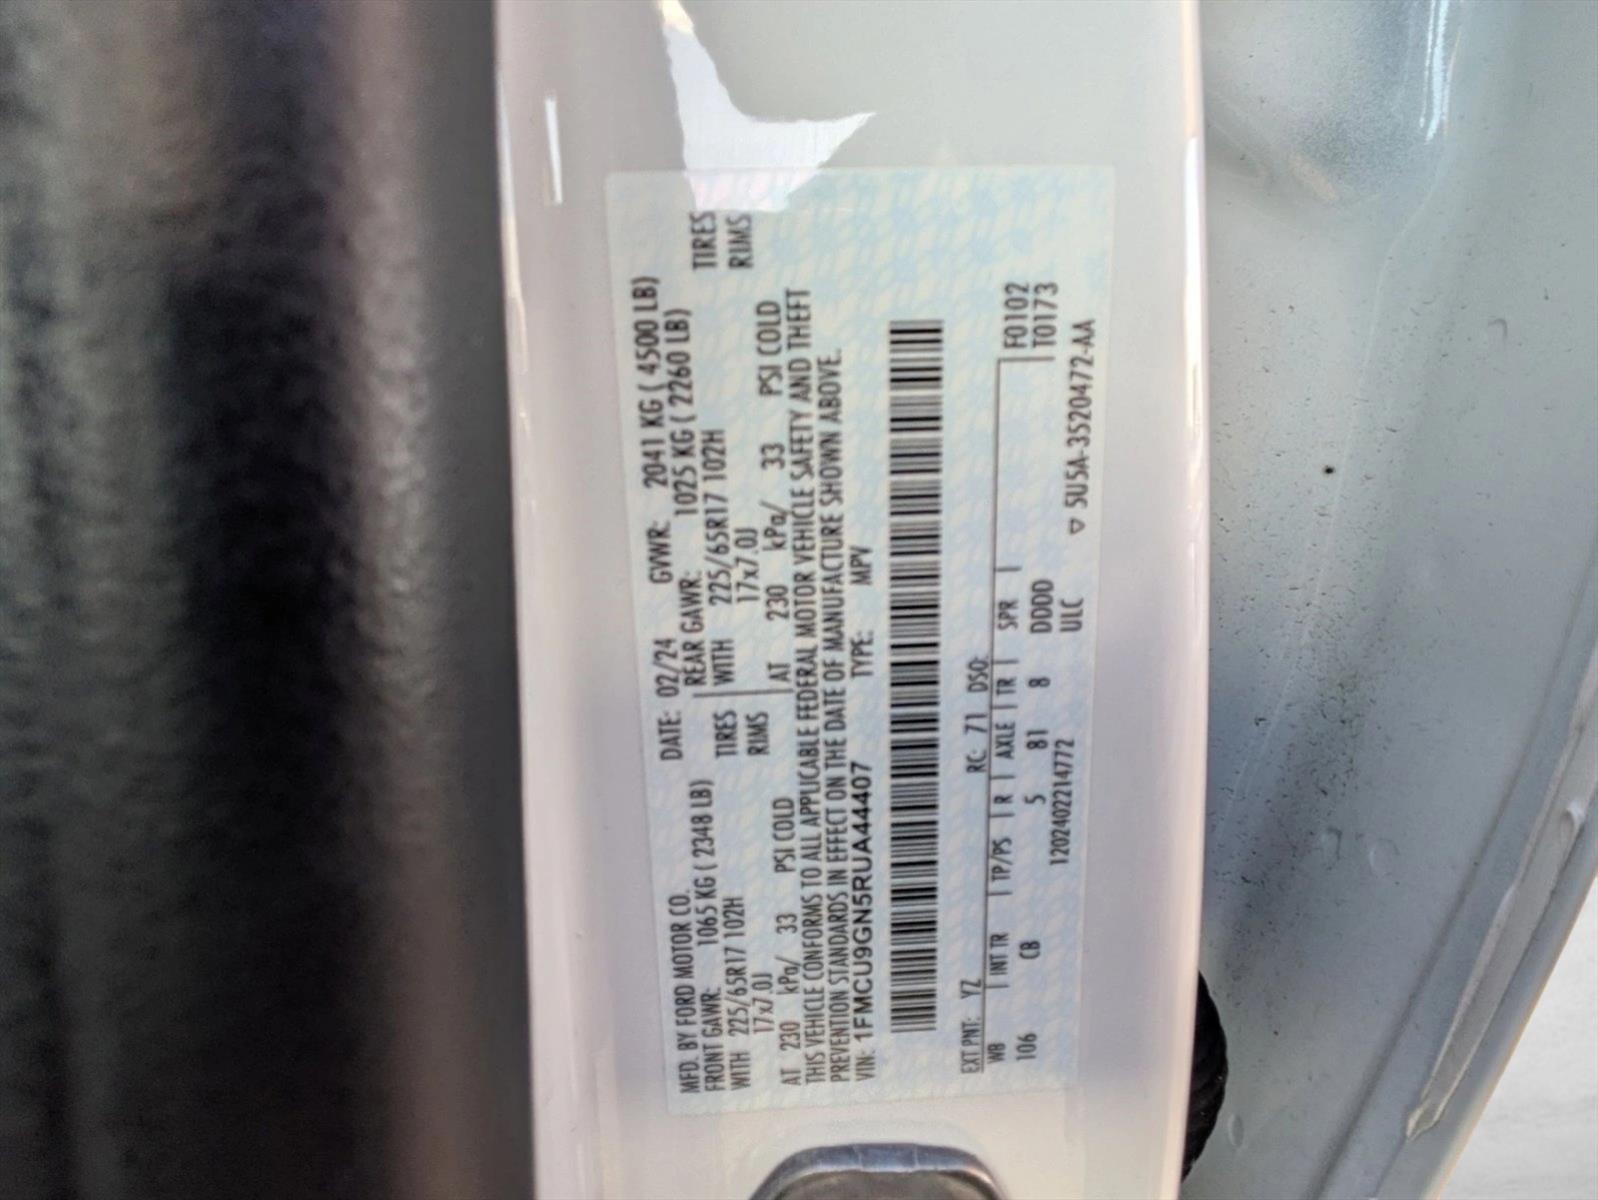 MFD. BY FORD MOTOR CO. DATE: 02/24 GVWR: 2041 KG ( 4500 LB)
FRONT GAWR: 1065 KG ( 2348 LB) REAR GAWR: 1025 KG ( 2260 LB)
WITH 225/65R17 102H TIRES WITH 225/65R17 102H TIRES
17x7.0J RIMS 17x7.0J RIMS
AT 230 kPa/ 33 PSI COLD AT 230 kPa/ 33 PSI COLD
THIS VEHICLE CONFORMS TO ALL APPLICABLE FEDERAL MOTOR VEHICLE SAFETY AND THEFT
PREVENTION STANDARDS IN EFFECT ON THE DATE OF MANUFACTURE SHOWN ABOVE.
VIN: 1FMCU9GN5RUA44407 TYPE: MPV
EXT PNT: YZ RC: 71 DSO:
WB | INT TR | TP/PS | R | AXLE | TR | SPR | F0102
106 CB 5 81 8 DDDD T0173
1202402214772 ULC
▽ 5U5A-3520472-AA